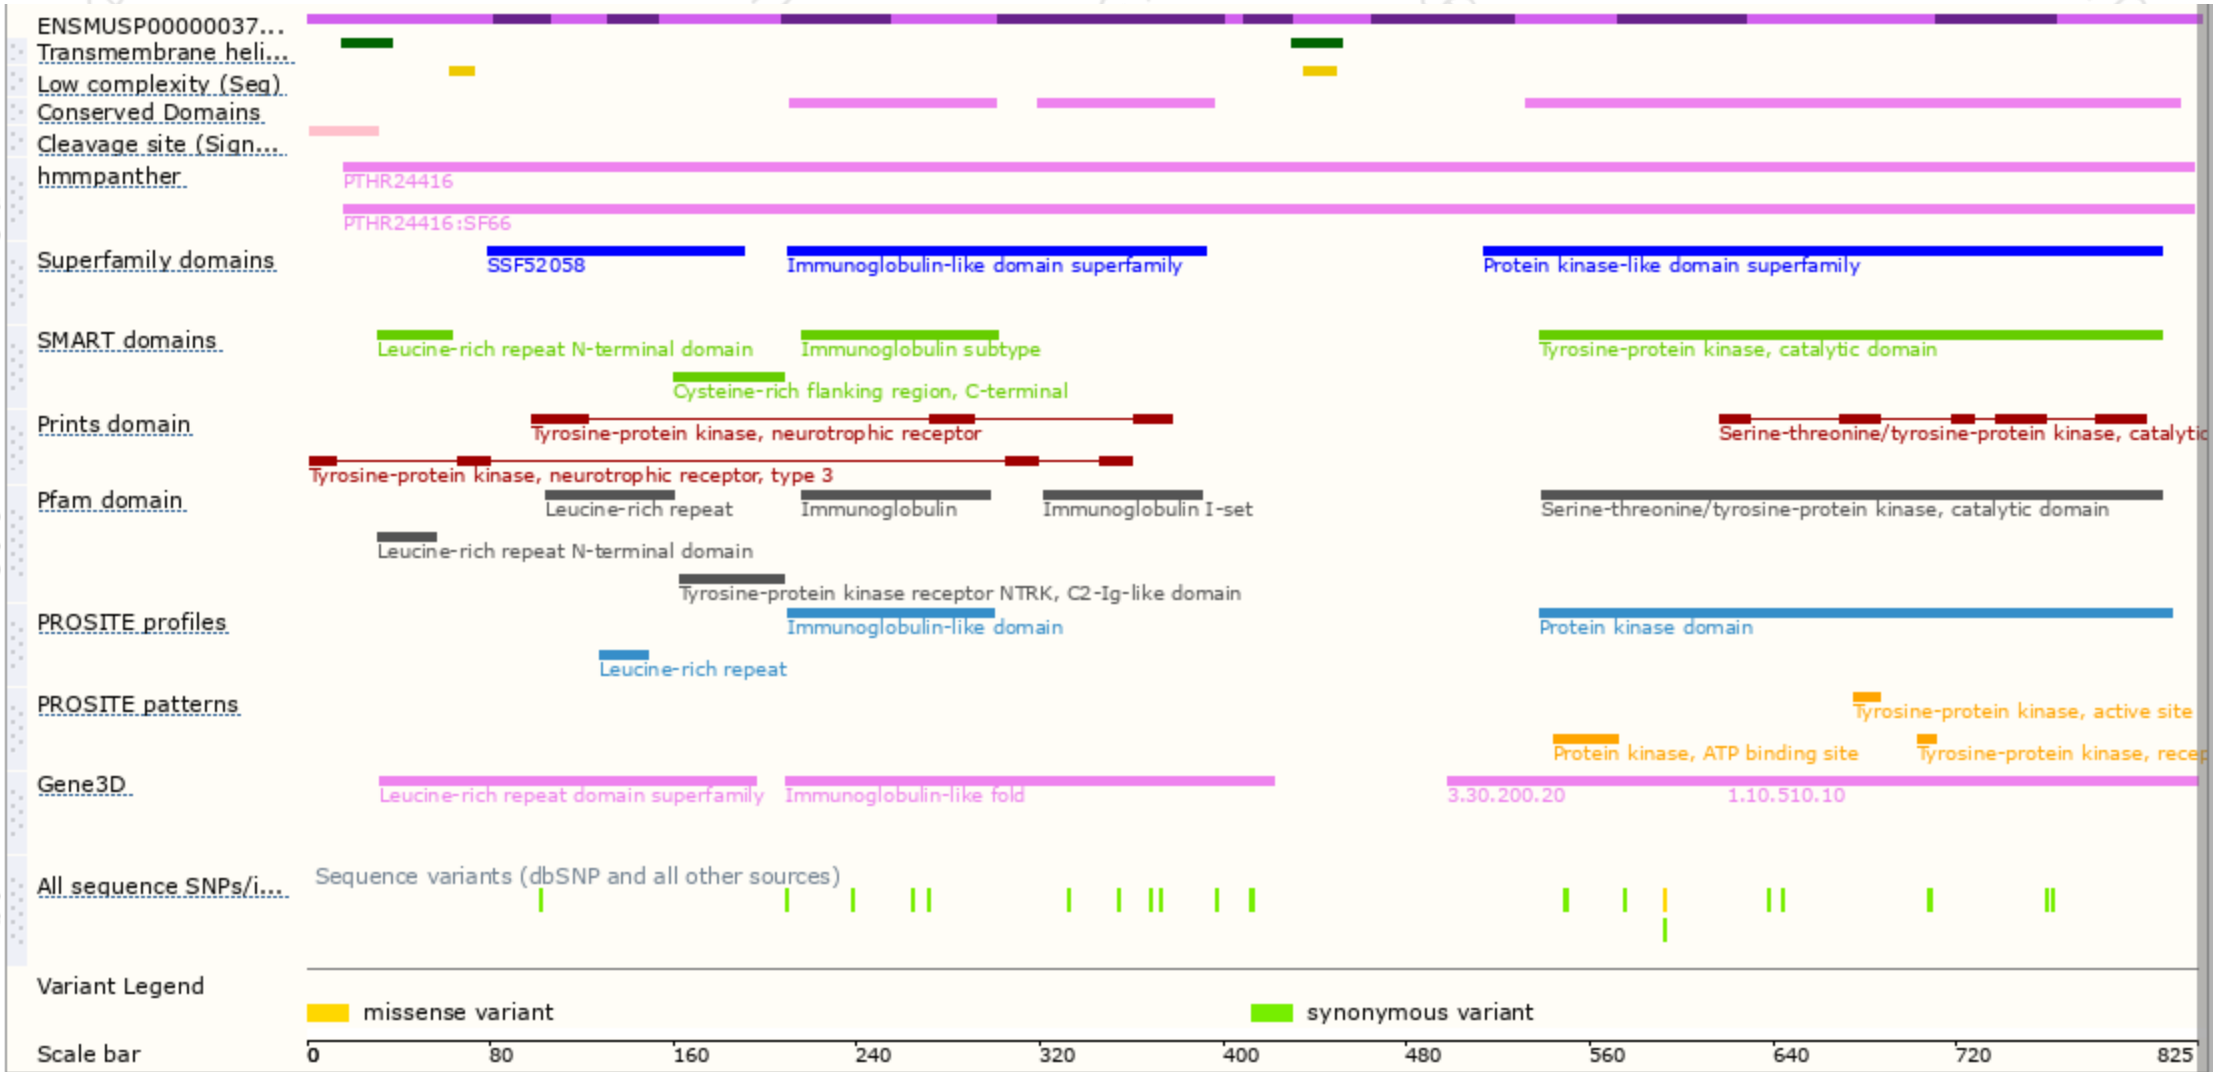 ENSMUSP00000037...
Transmembrane heli...
Low complexity (Seg)
Conserved Domains
Cleavage site (Sign...
hmmpanther
PTHR24416
PTHR24416:SF66
Superfamily domains
SSF52058 Immunoglobulin-like domain superfamily Protein kinase-like domain superfamily
SMART domains
Leucine-rich repeat N-terminal domain Immunoglobulin subtype Tyrosine-protein kinase, catalytic domain
Cysteine-rich flanking region, C-terminal
Prints domain
Tyrosine-protein kinase, neurotrophic receptor Serine-threonine/tyrosine-protein kinase, catalytic
Tyrosine-protein kinase, neurotrophic receptor, type 3
Pfam domain
Leucine-rich repeat Immunoglobulin Immunoglobulin I-set Serine-threonine/tyrosine-protein kinase, catalytic domain
Leucine-rich repeat N-terminal domain
Tyrosine-protein kinase receptor NTRK, C2-Ig-like domain
PROSITE profiles
Immunoglobulin-like domain Protein kinase domain
Leucine-rich repeat
PROSITE patterns
Tyrosine-protein kinase, active site
Protein kinase, ATP binding site Tyrosine-protein kinase, recep
Gene3D
Leucine-rich repeat domain superfamily Immunoglobulin-like fold 3.30.200.20 1.10.510.10
Sequence variants (dbSNP and all other sources)
All sequence SNPs/i...
Variant Legend
missense variant synonymous variant
Scale bar 0 80 160 240 320 400 480 560 640 720 825